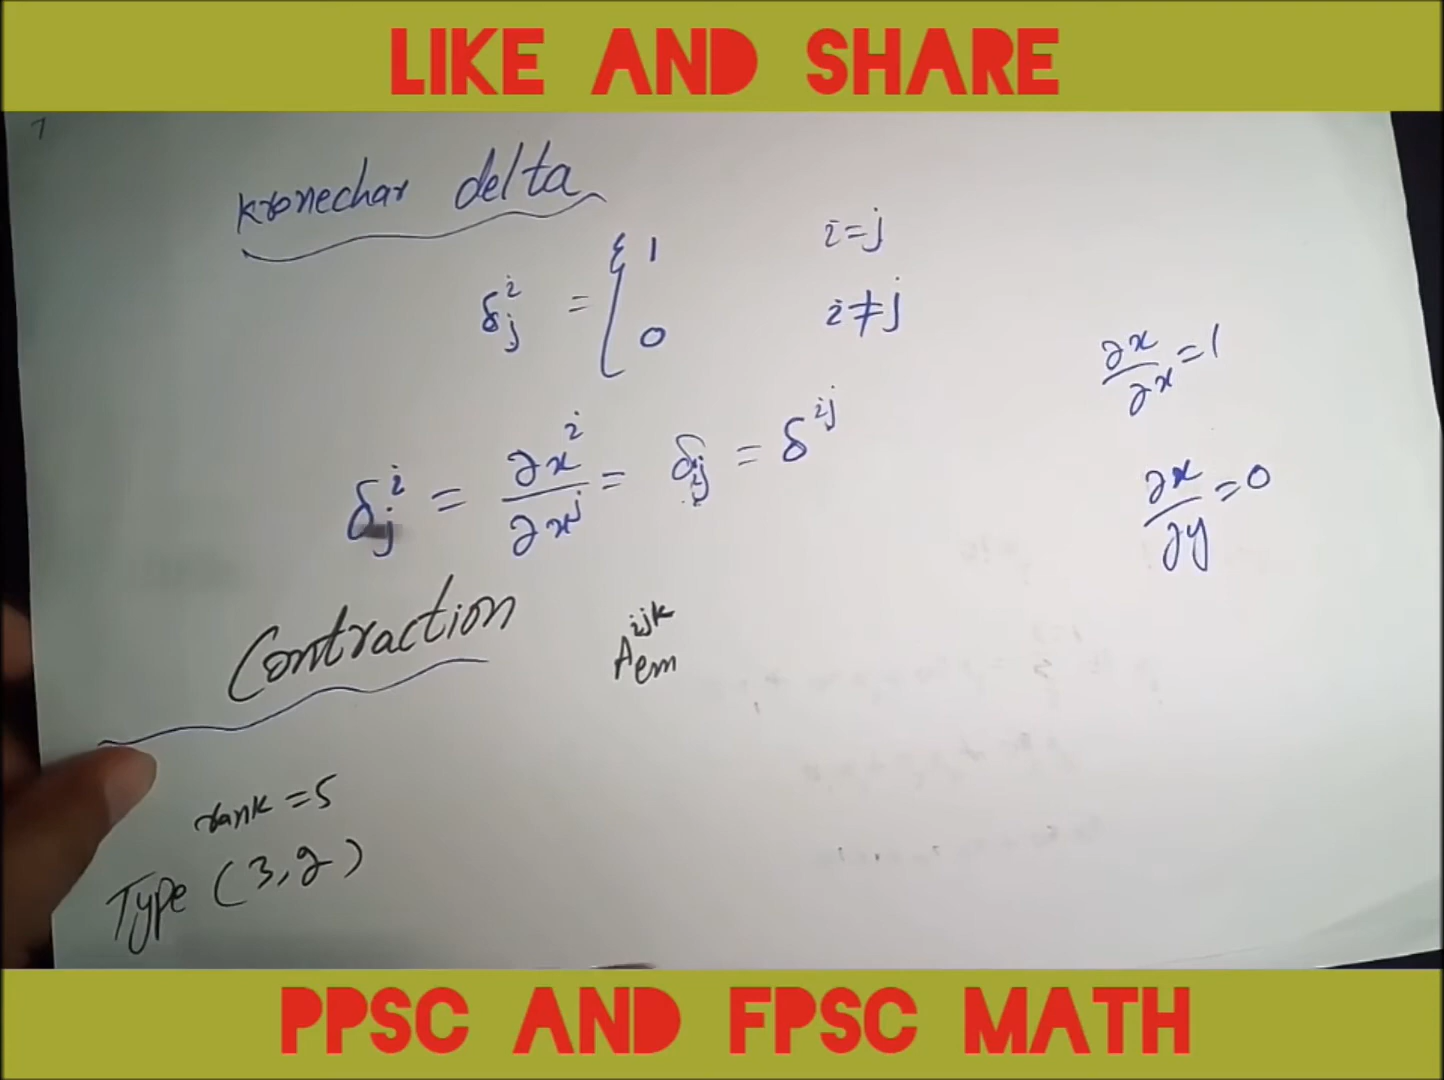 LIKE AND SHARE
kronechar delta
δ^i_j = { 1 i=j
0 i≠j
∂x/∂x = 1
δ^i_j = ∂x^i/∂x^j = δ_ij = δ^ij
∂x/∂y = 0
Contraction
A^ijk_em
rank = 5
Type (3,2)
PPSC AND FPSC MATH